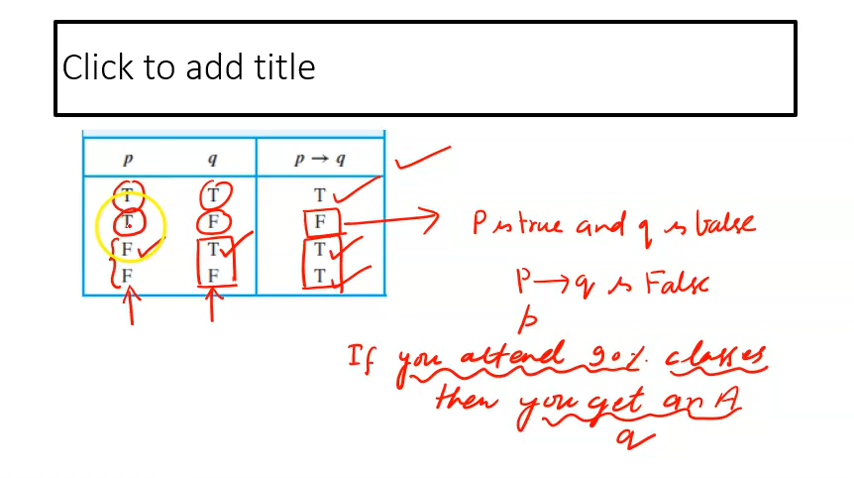 Click to add title
p q p → q
T T T
T F F
F T T
F F T
P is true and q is false
P → q is False
p
If you attend 90% classes
then you get an A
q